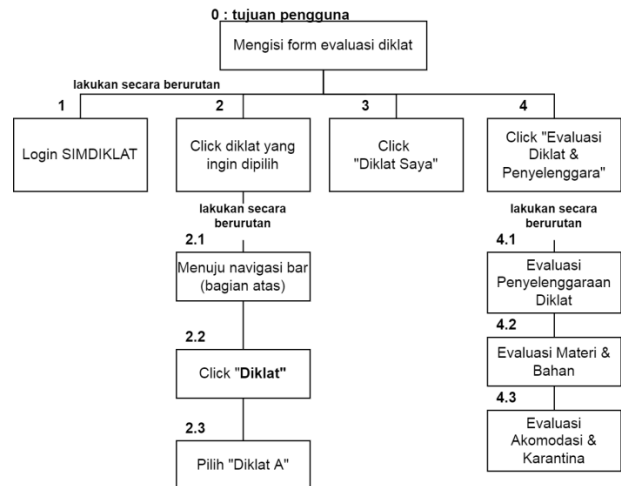 0 : tujuan pengguna
Mengisi form evaluasi diklat
lakukan secara berurutan
1
2
3
4
Login SIMDIKLAT
Click diklat yang
ingin dipilih
Click
"Diklat Saya"
Click "Evaluasi
Diklat &
Penyelenggara"
lakukan secara
berurutan
2.1
Menuju navigasi bar
(bagian atas)
2.2
Click "Diklat"
2.3
Pilih "Diklat A"
lakukan secara
berurutan
4.1
Evaluasi
Penyelenggaraan
Diklat
4.2
Evaluasi Materi &
Bahan
4.3
Evaluasi
Akomodasi &
Karantina